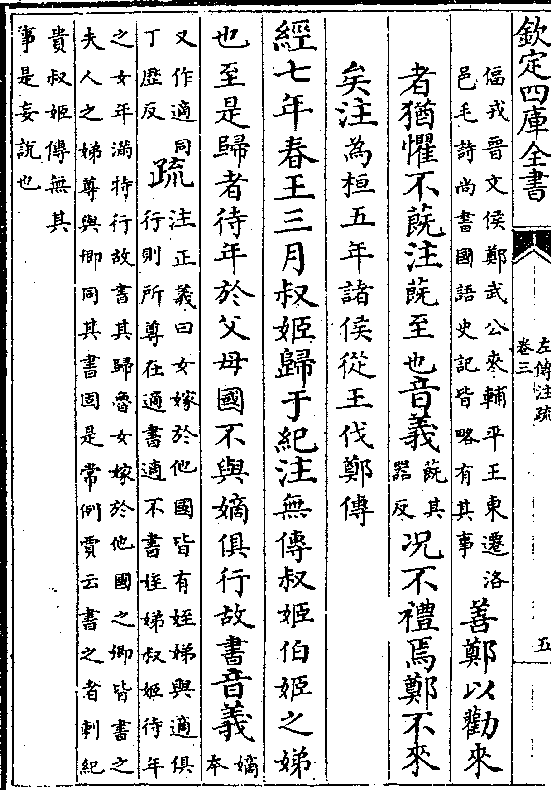 欽定四庫全書
左傳注疏
卷三
五
偪戎晉文侯鄭武公夾輔平王東遷洛
邑毛詩尚書國語史記皆略有其事
善鄭以勸來
者猶懼不蔇注蔇至也音義
蔇其
器反
况不禮焉鄭不來
矣注為桓五年諸侯從王伐鄭傳
經七年春王三月叔姬歸于紀注無傳叔姬伯姬之娣
也至是歸者待年於父母國不與嫡俱行故書音義
嫡
本
又作適同
丁歷反
疏
注正義曰女嫁於他國皆有姪娣與適俱
行則所尊在適書適不書姪娣叔姬待年
之女年滿特行故書其歸魯女嫁於他國之卿皆書之
夫人之娣尊與卿同其書固是常例賈云書之者刺紀
貴叔姬傳無其
事是妄說也